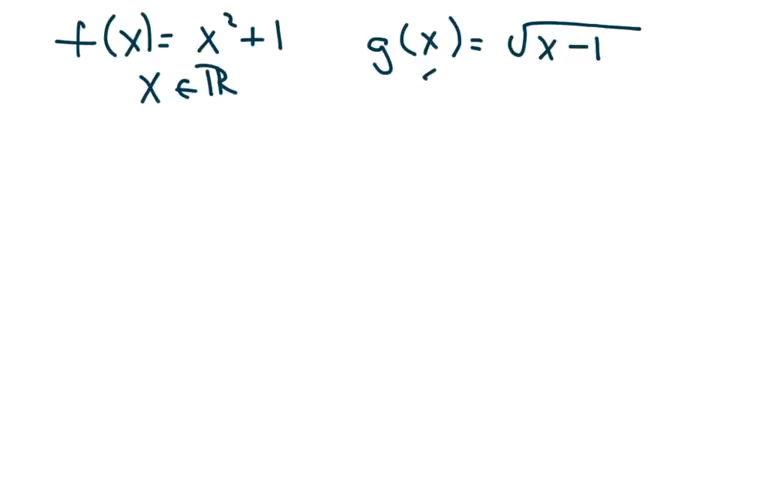 f(x)= x²+1 g(x)= √x-1
x ∈ ℝ